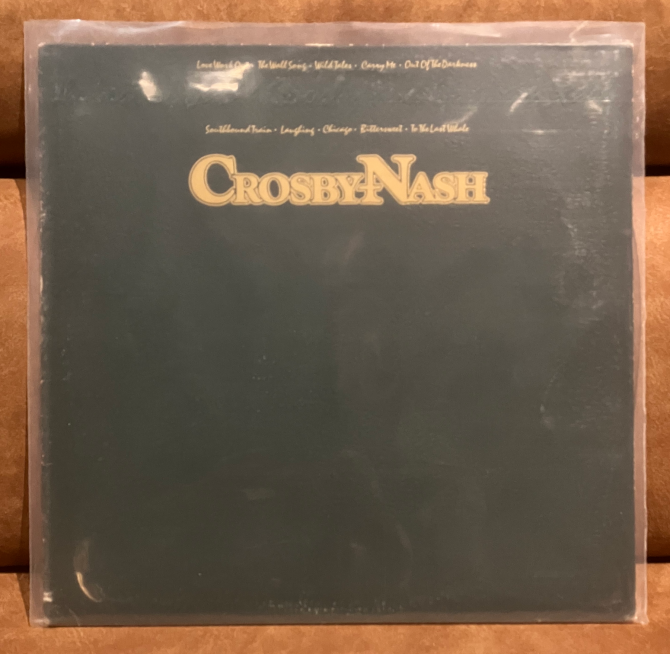 Love Work Out • The Wall Song • Wild Tales • Carry Me • Out Of The Darkness
Southbound Train • Laughing • Chicago • Bittersweet • To The Last Whale
CROSBY-NASH